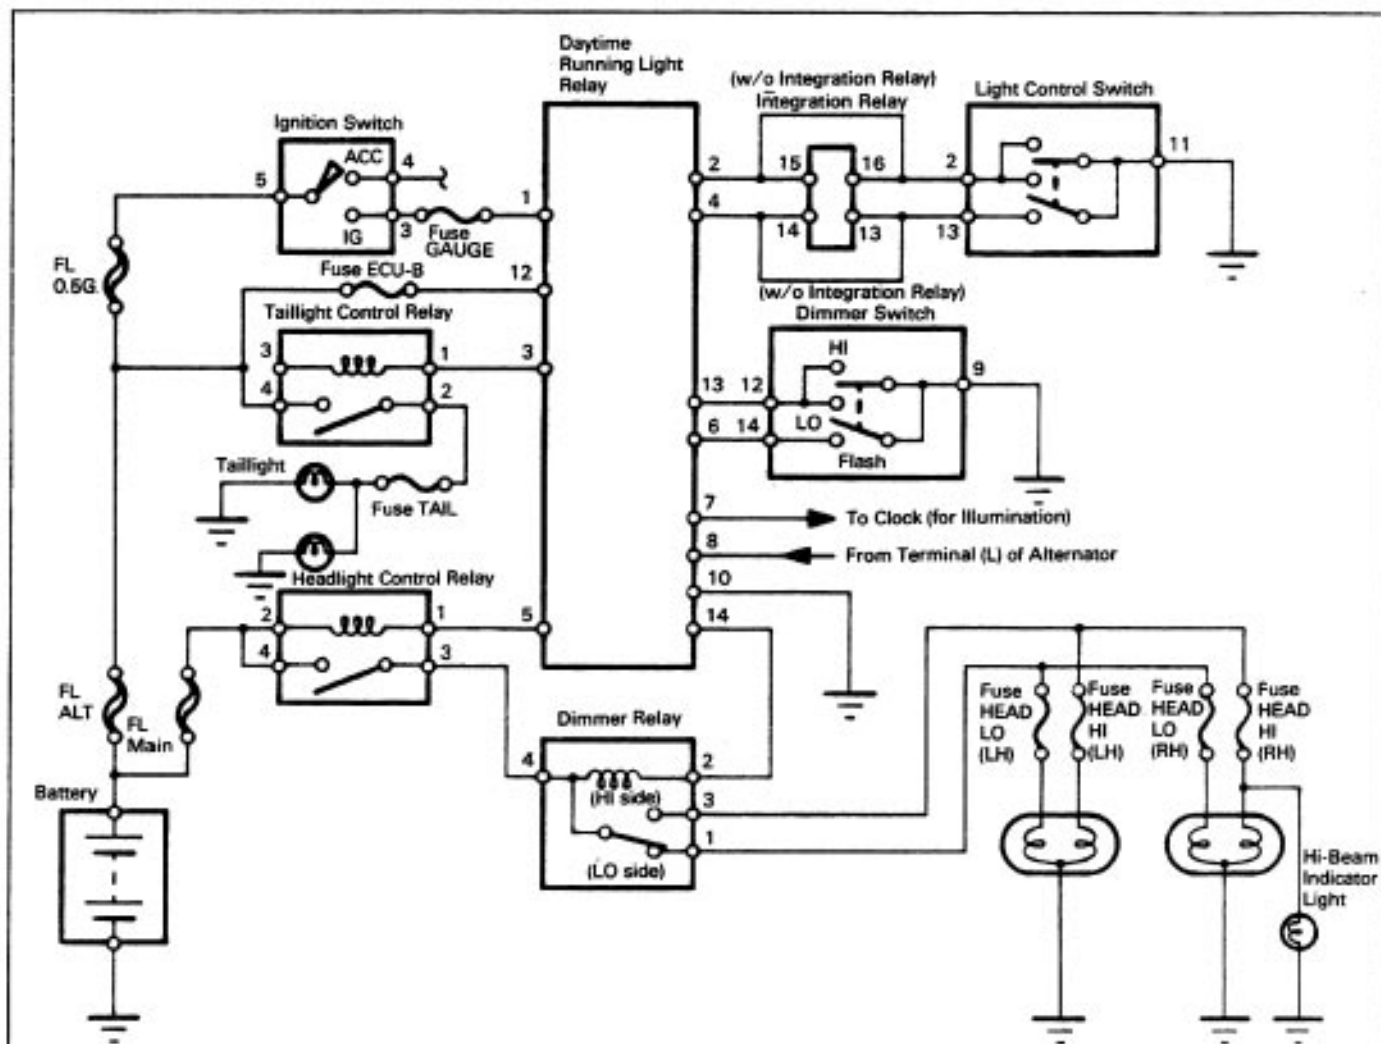 Daytime
Running Light
Relay
(w/o Integration Relay)
Integration Relay
Light Control Switch
Ignition Switch
ACC
4
5
IG
3
Fuse
GAUGE
1
2
15
16
2
11
4
14
13
13
FL
0.5G
Fuse ECU-B
12
(w/o Integration Relay)
Dimmer Switch
Taillight Control Relay
3
1
3
4
2
HI
9
13
12
LO
6
14
Flash
Taillight
Fuse TAIL
7
To Clock (for Illumination)
8
From Terminal (L) of Alternator
10
Headlight Control Relay
2
1
5
14
4
3
FL
ALT
FL
Main
Fuse
HEAD
LO
(LH)
Fuse
HEAD
HI
(LH)
Fuse
HEAD
LO
(RH)
Fuse
HEAD
HI
(RH)
Dimmer Relay
4
2
(HI side)
3
1
(LO side)
Battery
Hi-Beam
Indicator
Light